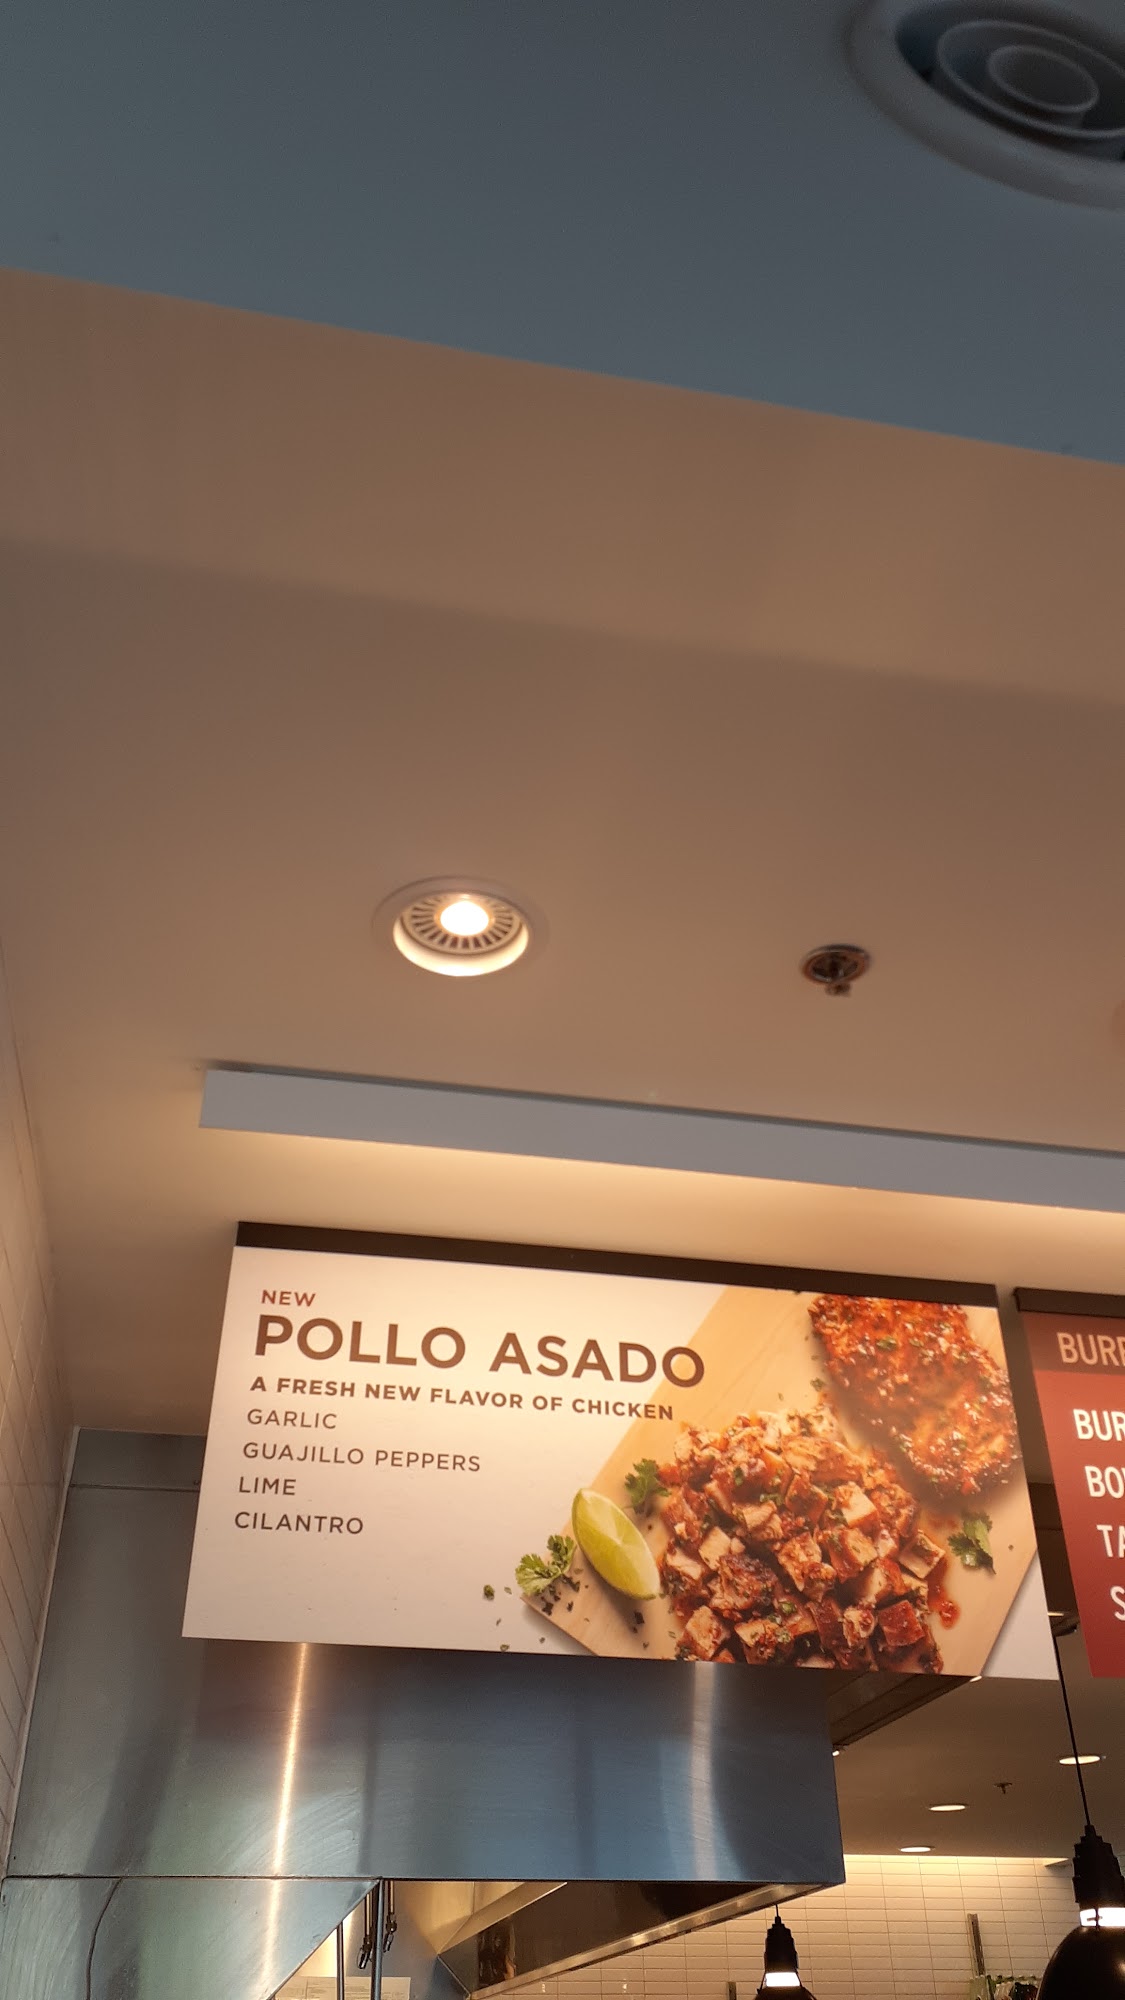 NEW
POLLO ASADO
A FRESH NEW FLAVOR OF CHICKEN
GARLIC
GUAJILLO PEPPERS
LIME
CILANTRO